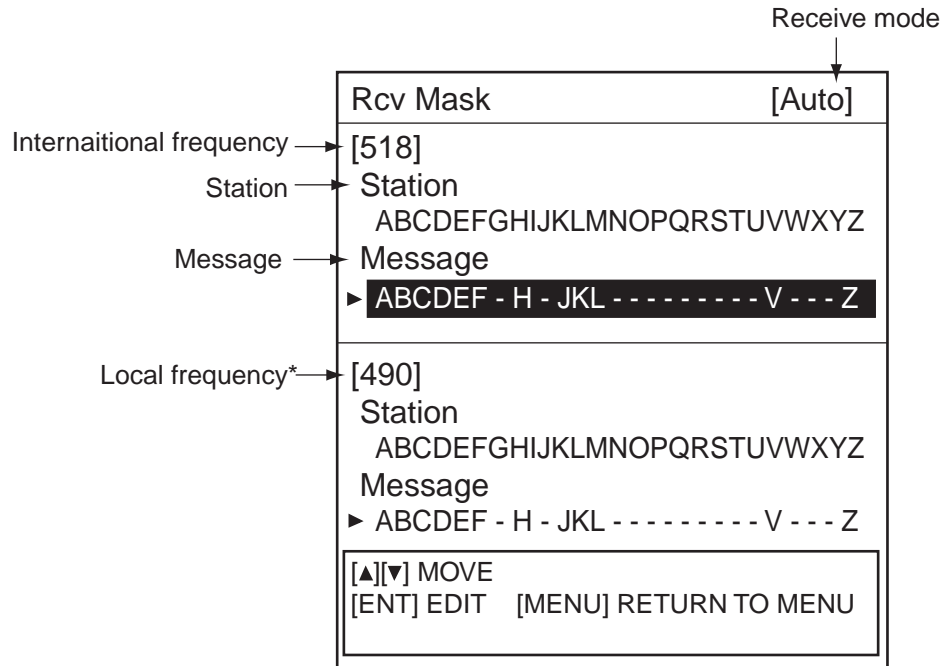 Receive mode
Rcv Mask [Auto]
Internaitional frequency
[518]
Station
Station
ABCDEFGHIJKLMNOPQRSTUVWXYZ
Message
Message
► ABCDEF - H - JKL - - - - - - - - - V - - - Z
Local frequency*
[490]
Station
ABCDEFGHIJKLMNOPQRSTUVWXYZ
Message
► ABCDEF - H - JKL - - - - - - - - - V - - - Z
[▲][▼] MOVE
[ENT] EDIT [MENU] RETURN TO MENU